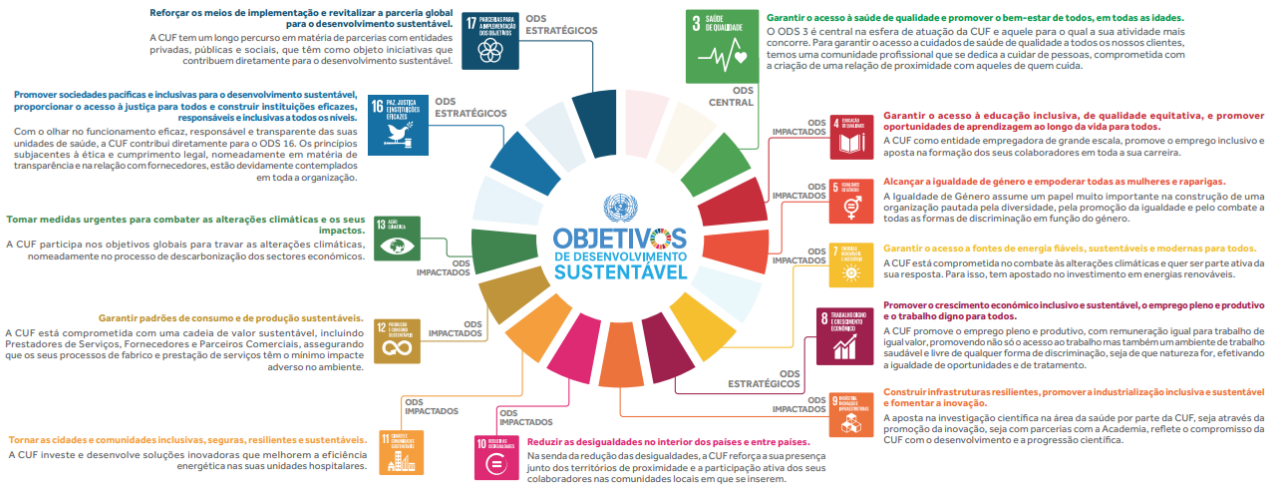 Reforçar os meios de implementação e revitalizar a parceria global
para o desenvolvimento sustentável.
A CUF tem um longo percurso em matéria de parcerias com entidades
privadas, públicas e sociais, que têm como objeto iniciativas que
contribuem diretamente para o desenvolvimento sustentável.
17 PARCERIAS PARA
A IMPLEMENTAÇÃO
DOS OBJETIVOS
ODS
ESTRATÉGICOS
3 SAÚDE
DE QUALIDADE
ODS
CENTRAL
Garantir o acesso à saúde de qualidade e promover o bem-estar de todos, em todas as idades.
O ODS 3 é central na esfera de atuação da CUF e aquele para o qual a sua atividade mais
concorre. Para garantir o acesso a cuidados de saúde de qualidade a todos os nossos clientes,
temos uma comunidade profissional que se dedica a cuidar de pessoas, comprometida com
a criação de uma relação de proximidade com aqueles de quem cuida.
Promover sociedades pacíficas e inclusivas para o desenvolvimento sustentável,
proporcionar o acesso à justiça para todos e construir instituições eficazes,
responsáveis e inclusivas a todos os níveis.
Com o olhar no funcionamento eficaz, responsável e transparente das suas
unidades de saúde, a CUF contribui diretamente para o ODS 16. Os princípios
subjacentes à ética e cumprimento legal, nomeadamente em matéria de
transparência e na relação com fornecedores, estão devidamente contemplados
em toda a organização.
16 PAZ, JUSTIÇA
E INSTITUIÇÕES
EFICAZES
ODS
ESTRATÉGICOS
ODS
IMPACTADOS
4 EDUCAÇÃO
DE QUALIDADE
Garantir o acesso à educação inclusiva, de qualidade equitativa, e promover
oportunidades de aprendizagem ao longo da vida para todos.
A CUF como entidade empregadora de grande escala, promove o emprego inclusivo e
aposta na formação dos seus colaboradores em toda a sua carreira.
ODS
IMPACTADOS
5 IGUALDADE
DE GÉNERO
Alcançar a igualdade de género e empoderar todas as mulheres e raparigas.
A Igualdade de Género assume um papel muito importante na construção de uma
organização pautada pela diversidade, pela promoção da igualdade e pelo combate a
todas as formas de discriminação em função do género.
Tomar medidas urgentes para combater as alterações climáticas e os seus
impactos.
A CUF participa nos objetivos globais para travar as alterações climáticas,
nomeadamente no processo de descarbonização dos sectores económicos.
13 AÇÃO
CLIMÁTICA
ODS
IMPACTADOS
OBJETIVOS
DE DESENVOLVIMENTO
SUSTENTÁVEL
ODS
IMPACTADOS
7
Garantir o acesso a fontes de energia fiáveis, sustentáveis e modernas para todos.
A CUF está comprometida no combate às alterações climáticas e quer ser parte ativa da
sua resposta. Para isso, tem apostado no investimento em energias renováveis.
Garantir padrões de consumo e de produção sustentáveis.
A CUF está comprometida com uma cadeia de valor sustentável, incluindo
Prestadores de Serviços, Fornecedores e Parceiros Comerciais, assegurando
que os seus processos de fabrico e prestação de serviços têm o mínimo impacte
adverso no ambiente.
12 PRODUÇÃO
E CONSUMO
SUSTENTÁVEIS
ODS
IMPACTADOS
8 TRABALHO DIGNO
E CRESCIMENTO
ECONÓMICO
ODS
ESTRATÉGICOS
Promover o crescimento económico inclusivo e sustentável, o emprego pleno e produtivo
e o trabalho digno para todos.
A CUF promove o emprego pleno e produtivo, com remuneração igual para trabalho de
igual valor, promovendo não só o acesso ao trabalho mas também um ambiente de trabalho
saudável e livre de qualquer forma de discriminação, seja de que natureza for, efetivando
a igualdade de oportunidades e de tratamento.
ODS
IMPACTADOS
9
Construir infraestruturas resilientes, promover a industrialização inclusiva e sustentável
e fomentar a inovação.
A aposta na investigação científica na área da saúde por parte da CUF, seja através da
promoção da inovação, seja com parcerias com a Academia, reflete o compromisso da
CUF com o desenvolvimento e a progressão científica.
Tornar as cidades e comunidades inclusivas, seguras, resilientes e sustentáveis.
A CUF investe e desenvolve soluções inovadoras que melhorem a eficiência
energética nas suas unidades hospitalares.
ODS
IMPACTADOS
11 CIDADES E
COMUNIDADES
SUSTENTÁVEIS
ODS
IMPACTADOS
10 REDUZIR AS
DESIGUALDADES
Reduzir as desigualdades no interior dos países e entre países.
Na senda da redução das desigualdades, a CUF reforça a sua presença
junto dos territórios de proximidade e a participação ativa dos seus
colaboradores nas comunidades locais em que se inserem.